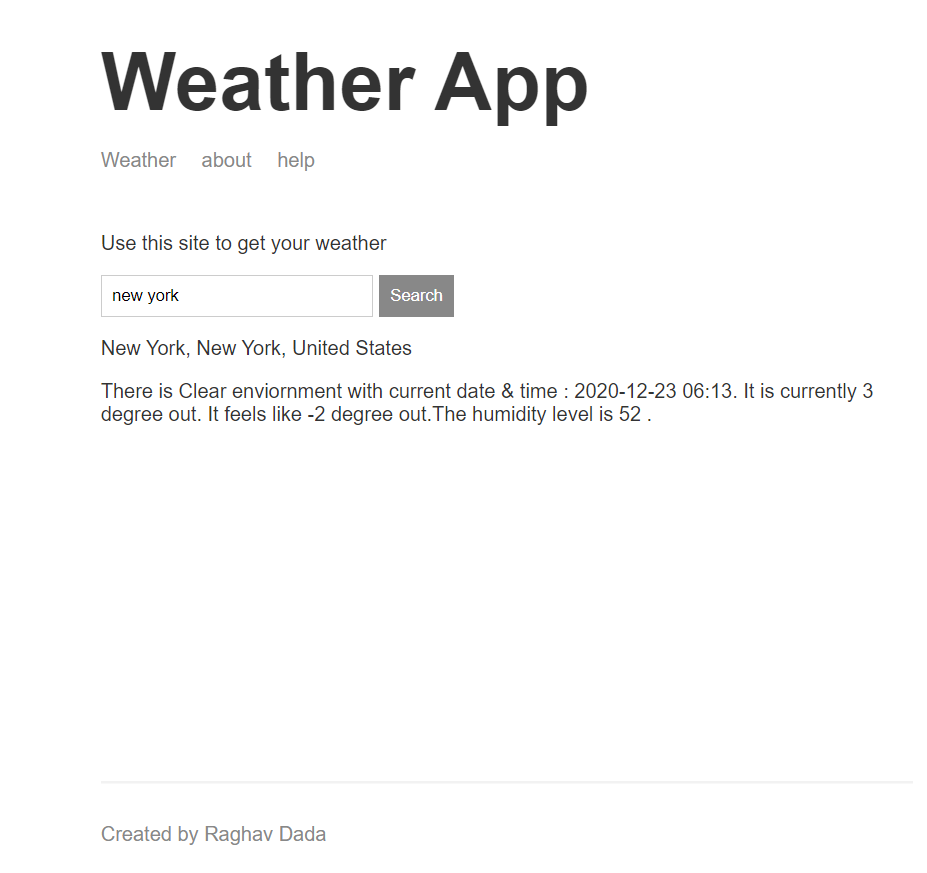 Weather App
Weather about help
Use this site to get your weather
new york Search
New York, New York, United States
There is Clear enviornment with current date & time : 2020-12-23 06:13. It is currently 3
degree out. It feels like -2 degree out.The humidity level is 52 .
Created by Raghav Dada